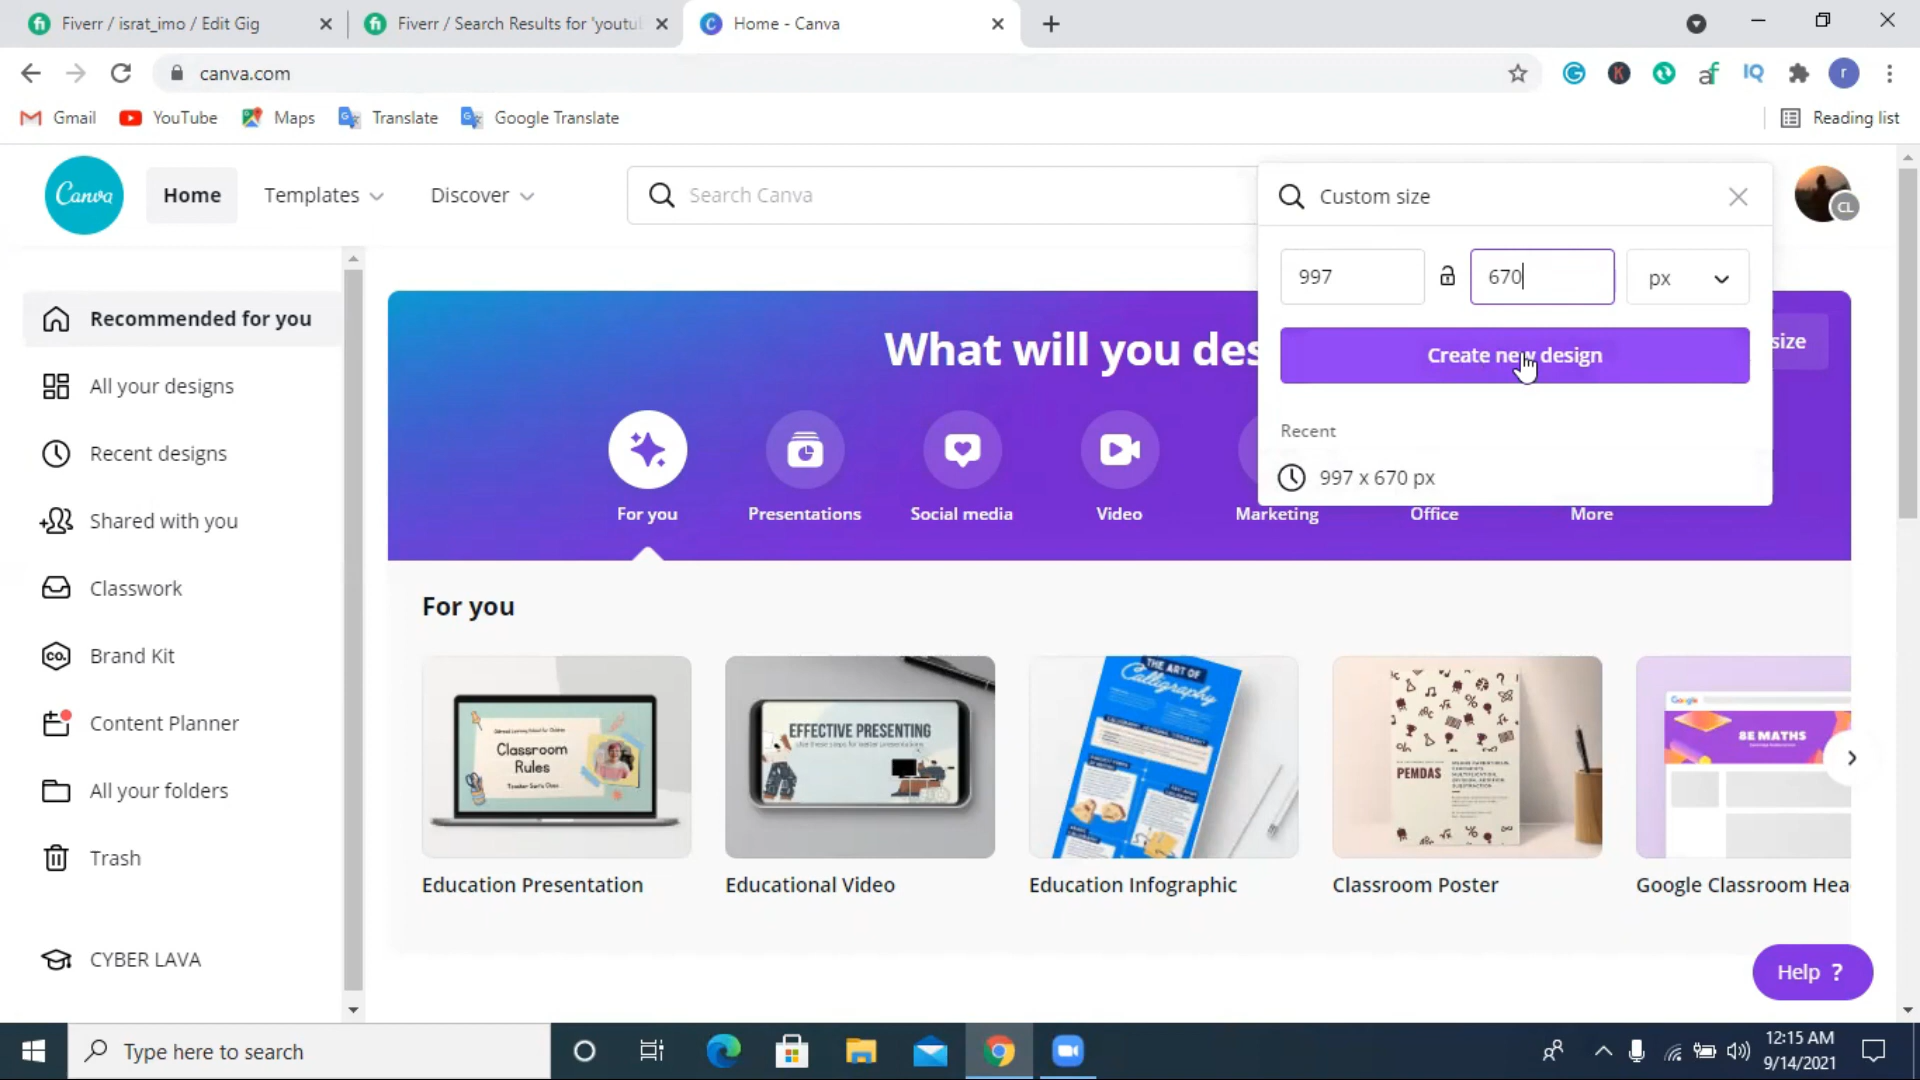 Fiverr / israt_imo / Edit Gig
Fiverr / Search Results for 'youtu
Home - Canva
canva.com
IQ
r
Gmail
YouTube
Maps
Translate
Google Translate
Reading list
Canva
Home
Templates
Discover
Search Canva
Custom size
CL
997
670
px
Create new design
size
Recent
997 x 670 px
What will you des
For you
Presentations
Social media
Video
Marketing
Office
More
Recommended for you
All your designs
Recent designs
Shared with you
Classwork
Brand Kit
Content Planner
All your folders
Trash
CYBER LAVA
For you
Classroom
Rules
EFFECTIVE PRESENTING
THE ART OF
Calligraphy
PEMDAS
Google
8E MATHS
Education Presentation
Educational Video
Education Infographic
Classroom Poster
Google Classroom Hea
Help ?
Type here to search
12:15 AM
9/14/2021